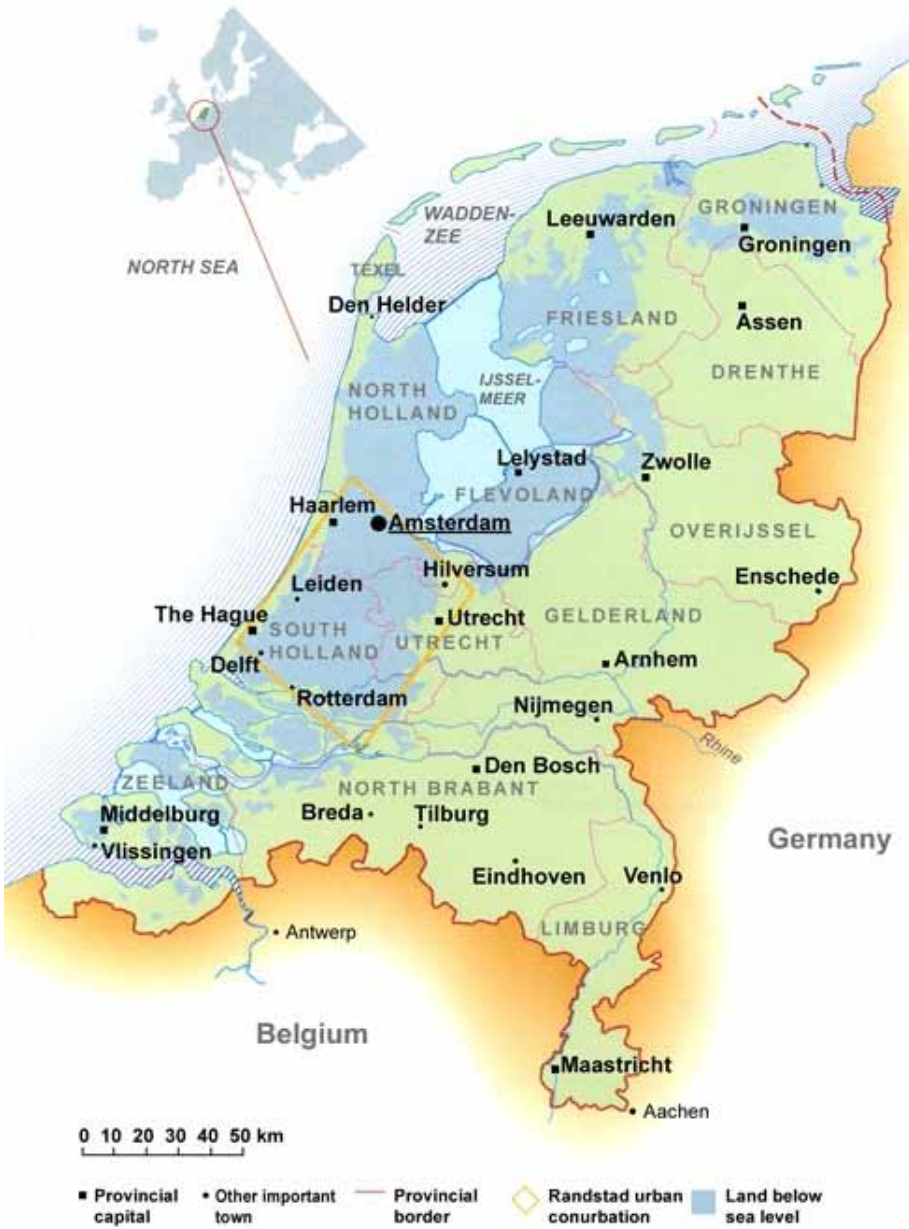 WADDEN-
ZEE
NORTH SEA
TEXEL
Den Helder
Leeuwarden
GRONINGEN
Groningen
FRIESLAND
Assen
DRENTHE
NORTH
HOLLAND
IJSSEL-
MEER
Lelystad
Zwolle
FLEVOLAND
Haarlem
Amsterdam
OVERIJSSEL
Hilversum
Enschede
Leiden
The Hague
Utrecht
GELDERLAND
SOUTH
HOLLAND
UTRECHT
Delft
Arnhem
Rotterdam
Nijmegen
Rhine
ZEELAND
Den Bosch
NORTH BRABANT
Middelburg
Breda
Tilburg
Vlissingen
Germany
Eindhoven
Venlo
LIMBURG
Antwerp
Belgium
Maastricht
Aachen
0 10 20 30 40 50 km
Provincial
capital
Other important
town
Provincial
border
Randstad urban
conurbation
Land below
sea level